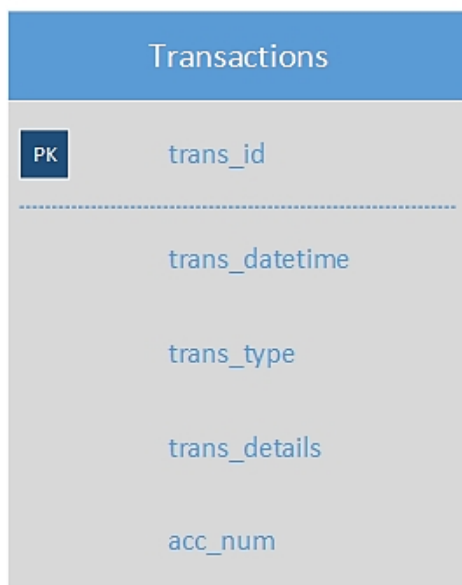 Transactions
PK trans_id
trans_datetime
trans_type
trans_details
acc_num